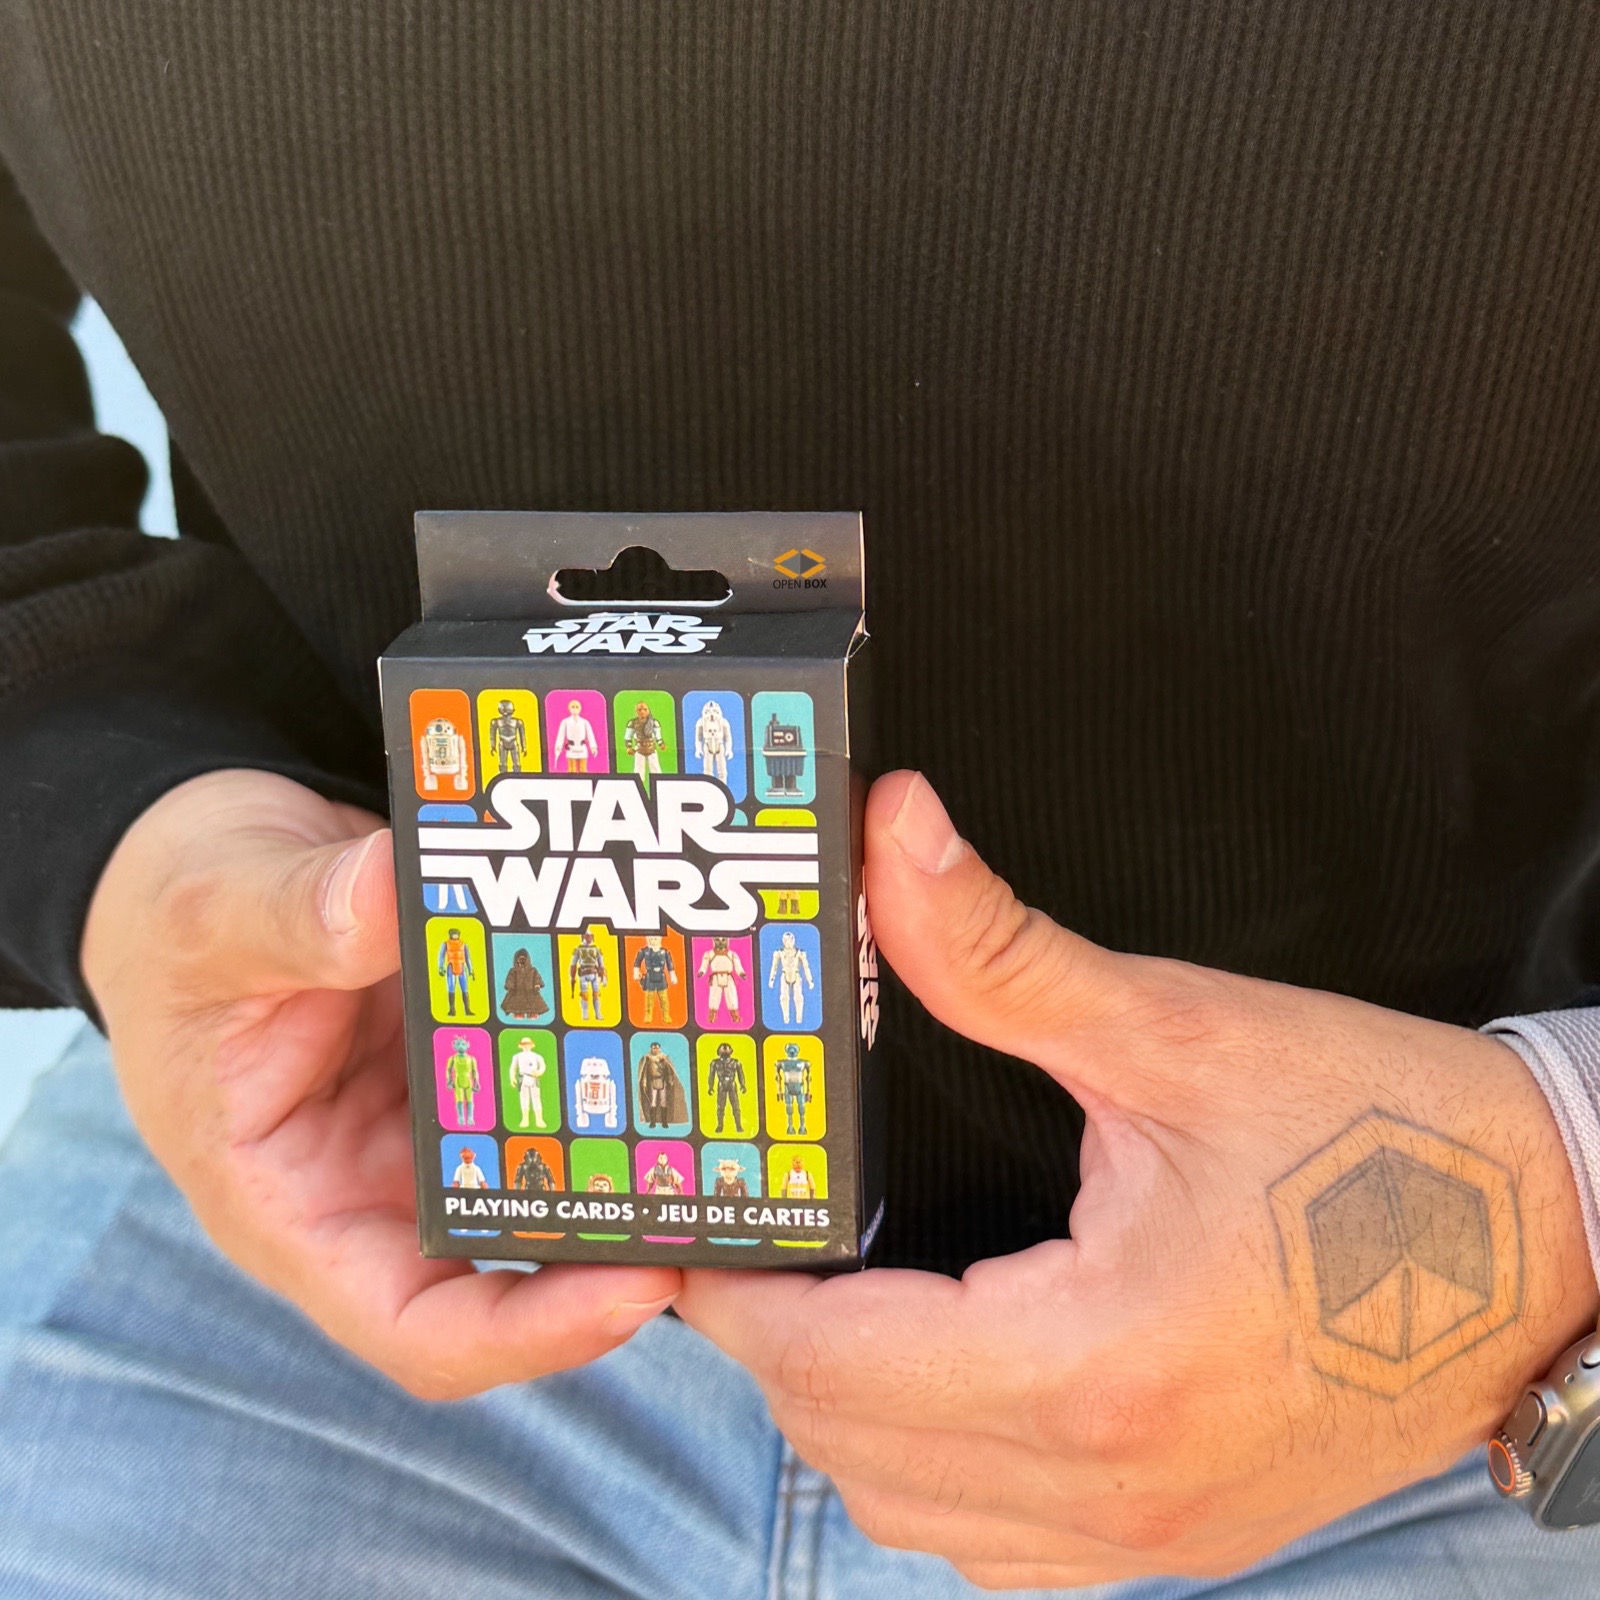 OPEN BOX
STAR
WARS
STAR
WARS
STAR
WARS
PLAYING CARDS • JEU DE CARTES